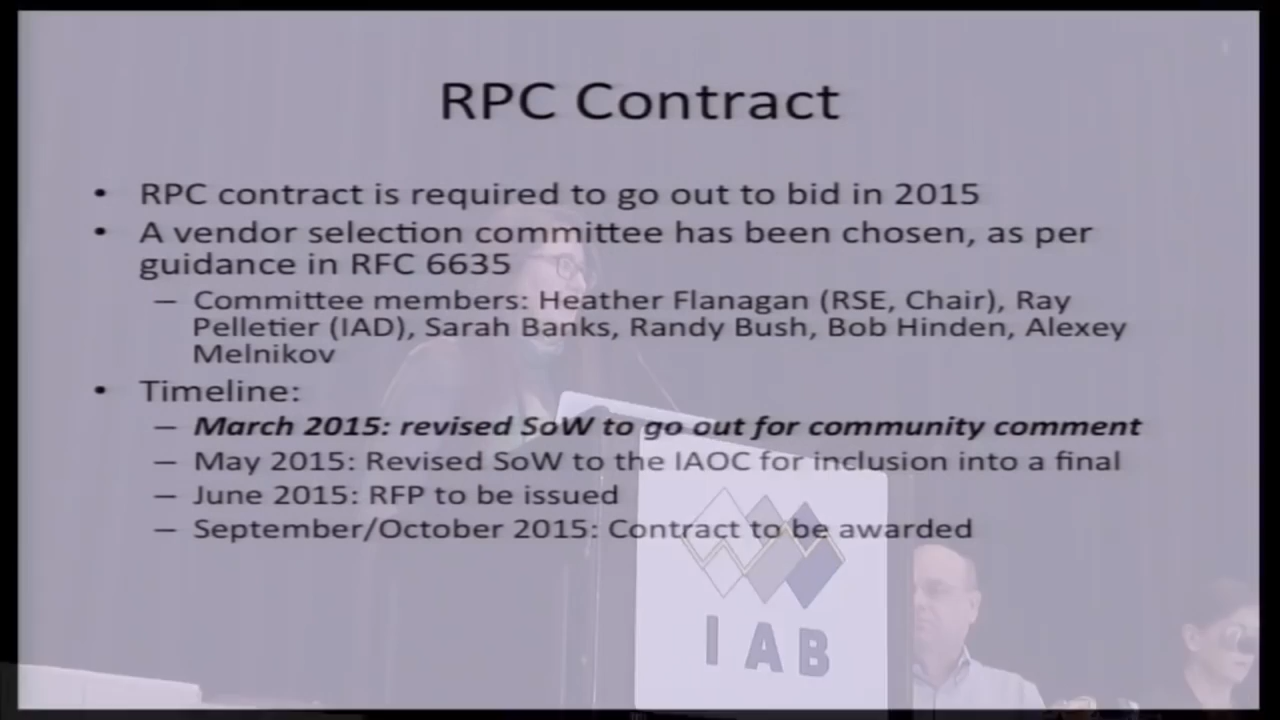 RPC Contract
• RPC contract is required to go out to bid in 2015
• A vendor selection committee has been chosen, as per
guidance in RFC 6635
– Committee members: Heather Flanagan (RSE, Chair), Ray
Pelletier (IAD), Sarah Banks, Randy Bush, Bob Hinden, Alexey
Melnikov
• Timeline:
– March 2015: revised SoW to go out for community comment
– May 2015: Revised SoW to the IAOC for inclusion into a final
– June 2015: RFP to be issued
– September/October 2015: Contract to be awarded
IAB